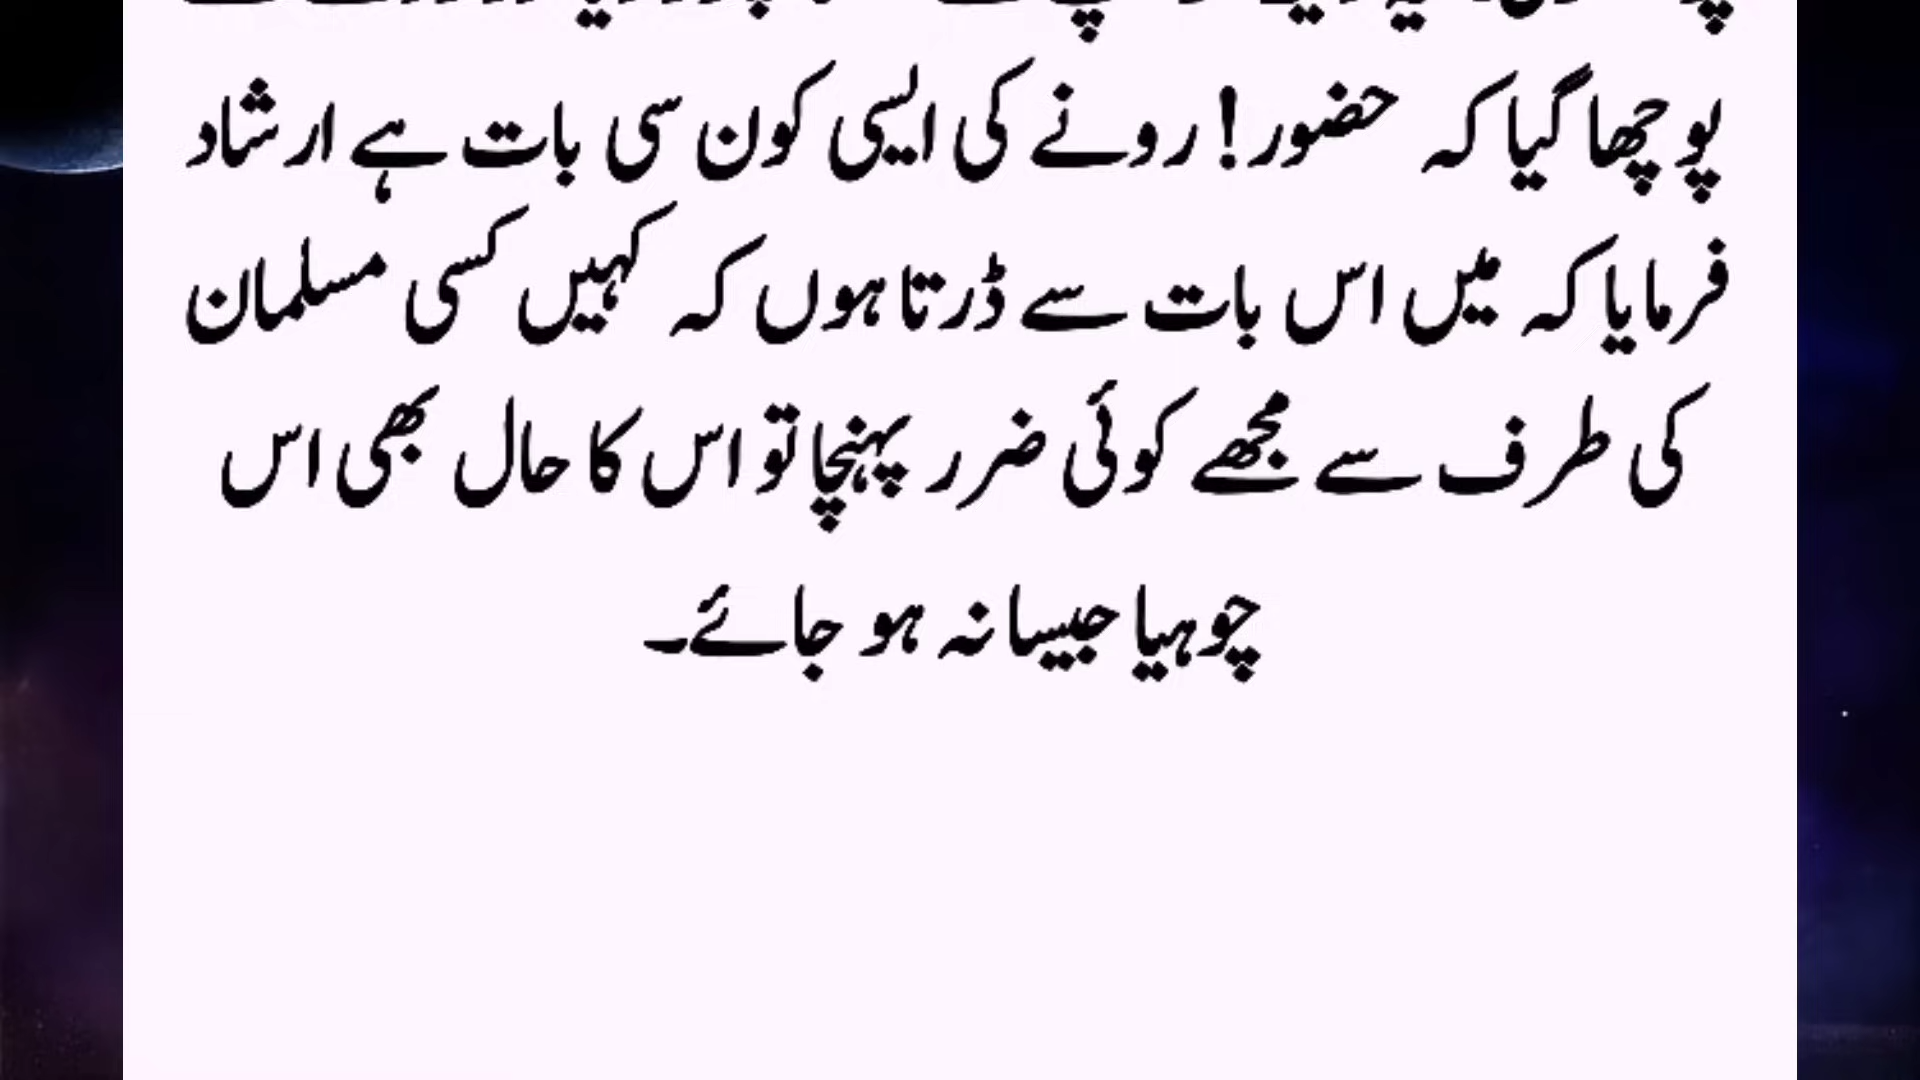 پوچھا گیا کہ حضور! رونے کی ایسی کون سی بات ہے ارشاد
فرمایا کہ میں اس بات سے ڈرتا ہوں کہ کہیں کسی مسلمان
کی طرف سے مجھے کوئی ضرر پہنچا تو اس کا حال بھی اس
چوہیا جیسا نہ ہو جائے۔